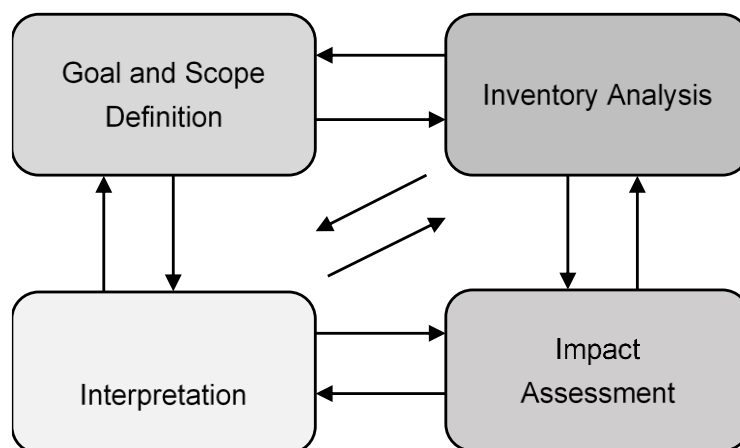 Goal and Scope
Definition
Inventory Analysis
Interpretation
Impact
Assessment